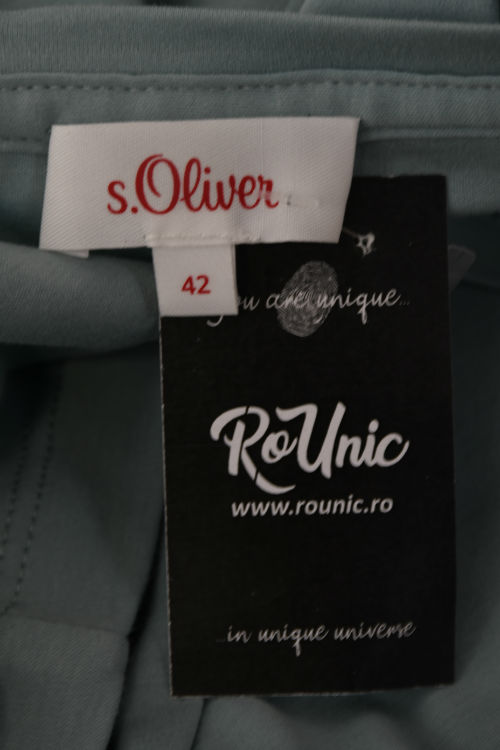 s.Oliver
42
you are unique...
RoUnic
www.rounic.ro
...in unique universe